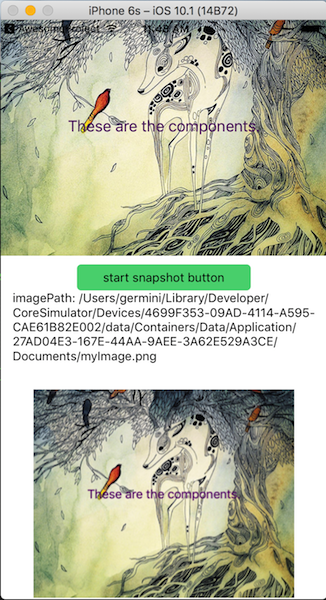 iPhone 6s – iOS 10.1 (14B72)
These are the components.
start snapshot button
imagePath: /Users/germini/Library/Developer/
CoreSimulator/Devices/4699F353-09AD-4114-A595-
CAE61B82E002/data/Containers/Data/Application/
27AD04E3-167E-44AA-9AEE-3A62E529A3CE/
Documents/myImage.png
These are the components.